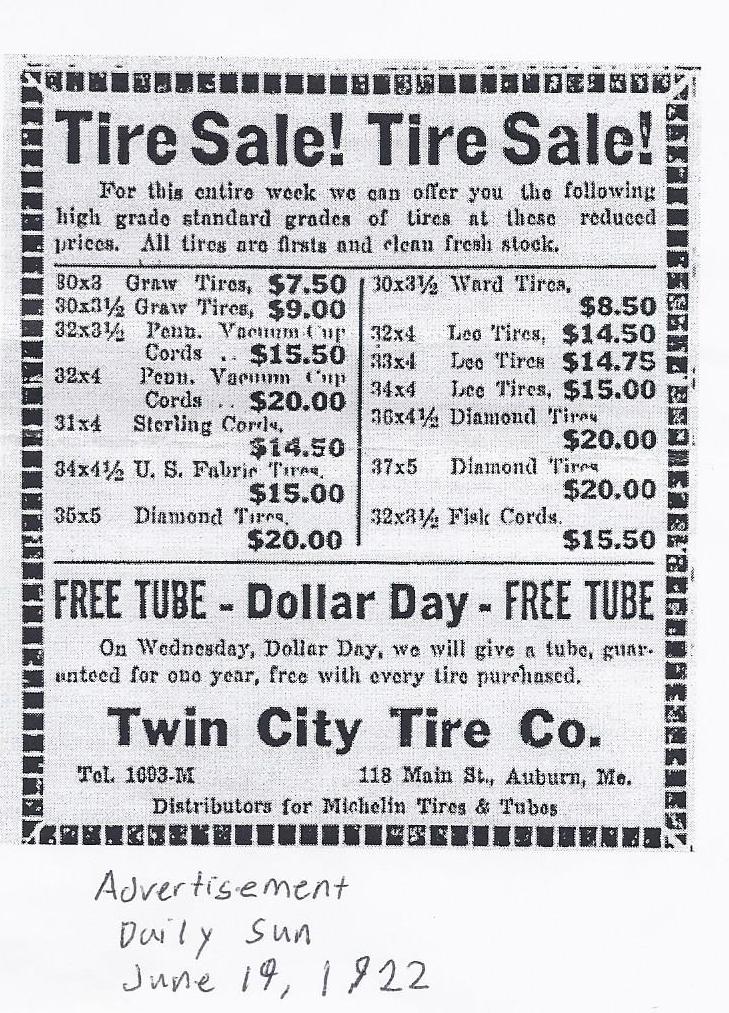 Tire Sale! Tire Sale!
For this entire week we can offer you the following
high grade standard grades of tires at these reduced
prices. All tires are firsts and clean fresh stock.
30x3 Graw Tires, $7.50
30x3½ Graw Tires, $9.00
32x3½ Penn. Vacuum Cup
Cords .. $15.50
32x4 Penn. Vacuum Cup
Cords .. $20.00
31x4 Sterling Cords,
$14.50
34x4½ U. S. Fabric Tires,
$15.00
35x5 Diamond Tires,
$20.00
30x3½ Ward Tires,
$8.50
32x4 Lee Tires, $14.50
33x4 Lee Tires $14.75
34x4 Lee Tires, $15.00
36x4½ Diamond Tires
$20.00
37x5 Diamond Tires
$20.00
32x3½ Fisk Cords.
$15.50
FREE TUBE - Dollar Day - FREE TUBE
On Wednesday, Dollar Day, we will give a tube, guar-
anteed for one year, free with every tire purchased.
Twin City Tire Co.
Tel. 1603-M 118 Main St., Auburn, Me.
Distributors for Michelin Tires & Tubes
Advertisement
Daily Sun
June 19, 1922